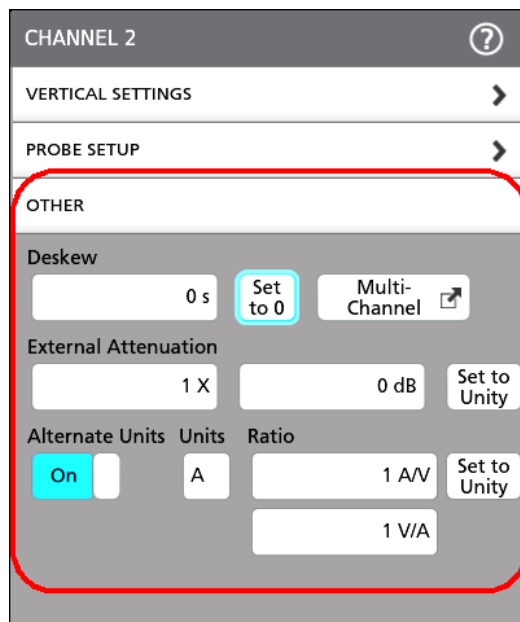 CHANNEL 2
?
VERTICAL SETTINGS
PROBE SETUP
OTHER
Deskew
0 s
Set
to 0
Multi-
Channel
External Attenuation
1 X
0 dB
Set to
Unity
Alternate Units Units Ratio
On
A
1 A/V
Set to
Unity
1 V/A